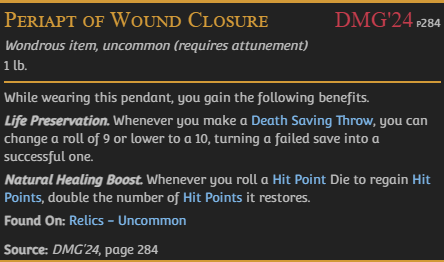 Periapt of Wound Closure DMG'24 P284
Wondrous item, uncommon (requires attunement)
1 lb.
While wearing this pendant, you gain the following benefits.
Life Preservation. Whenever you make a Death Saving Throw, you can
change a roll of 9 or lower to a 10, turning a failed save into a
successful one.
Natural Healing Boost. Whenever you roll a Hit Point Die to regain Hit
Points, double the number of Hit Points it restores.
Found On: Relics – Uncommon
Source: DMG'24, page 284